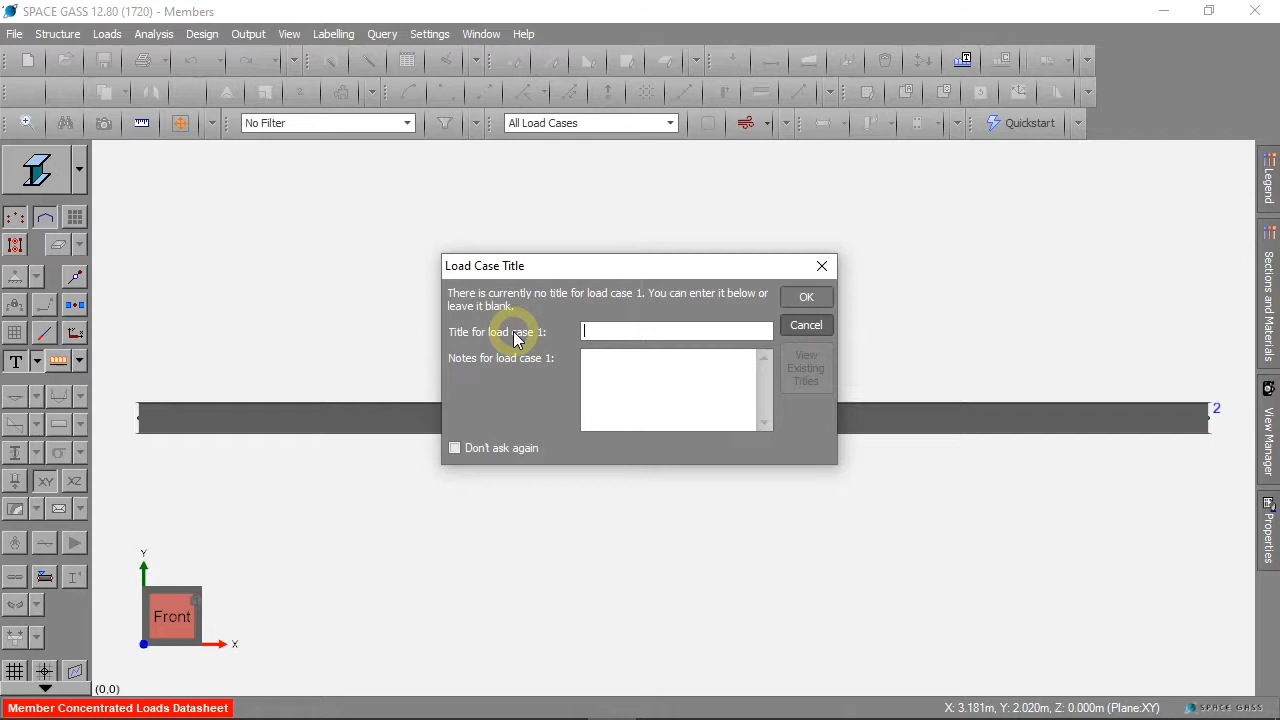 SPACE GASS 12.80 (1720) - Members
File Structure Loads Analysis Design Output View Labelling Query Settings Window Help
No Filter
All Load Cases
Quickstart
Legend
Sections and Materials
View Manager
Properties
Load Case Title
There is currently no title for load case 1. You can enter it below or
leave it blank.
Title for load case 1:
Notes for load case 1:
Don't ask again
OK
Cancel
View
Existing
Titles
2
T
XY
XZ
Y
Front
X
(0,0)
Member Concentrated Loads Datasheet
X: 3.181m, Y: 2.020m, Z: 0.000m (Plane:XY)
SPACE GASS